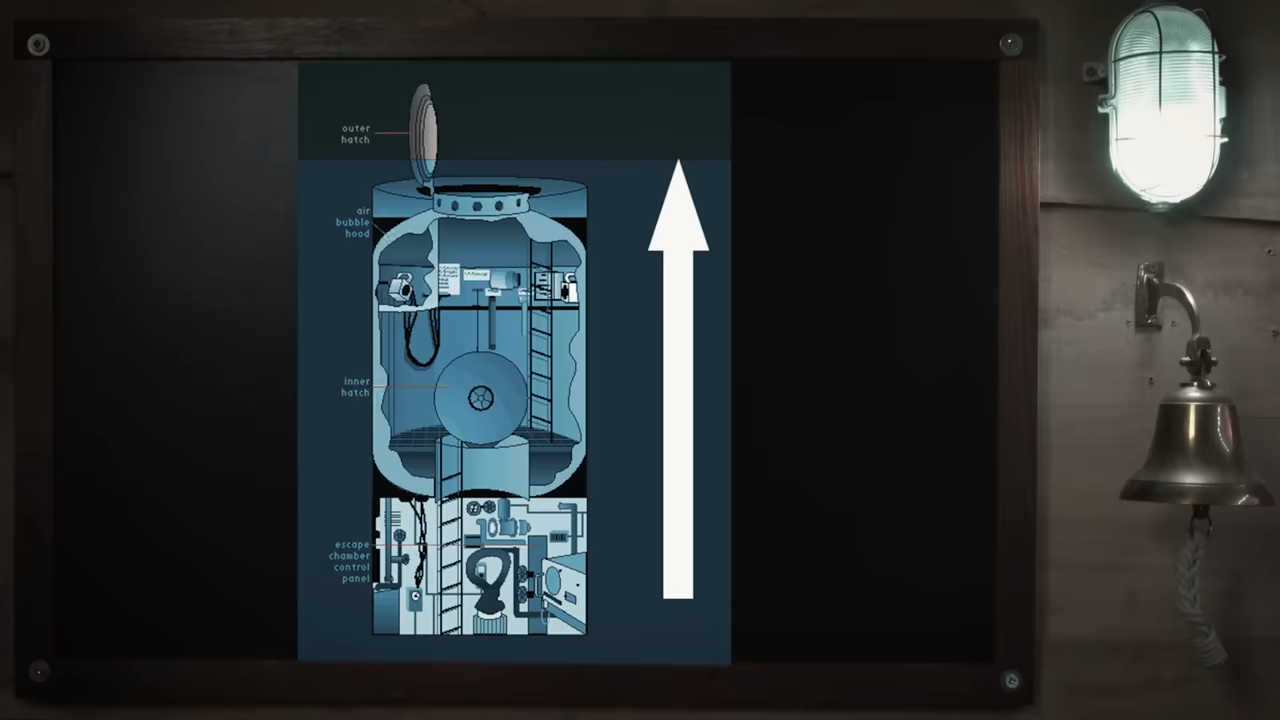 outer
hatch
air
bubble
hood
inner
hatch
escape
chamber
control
panel